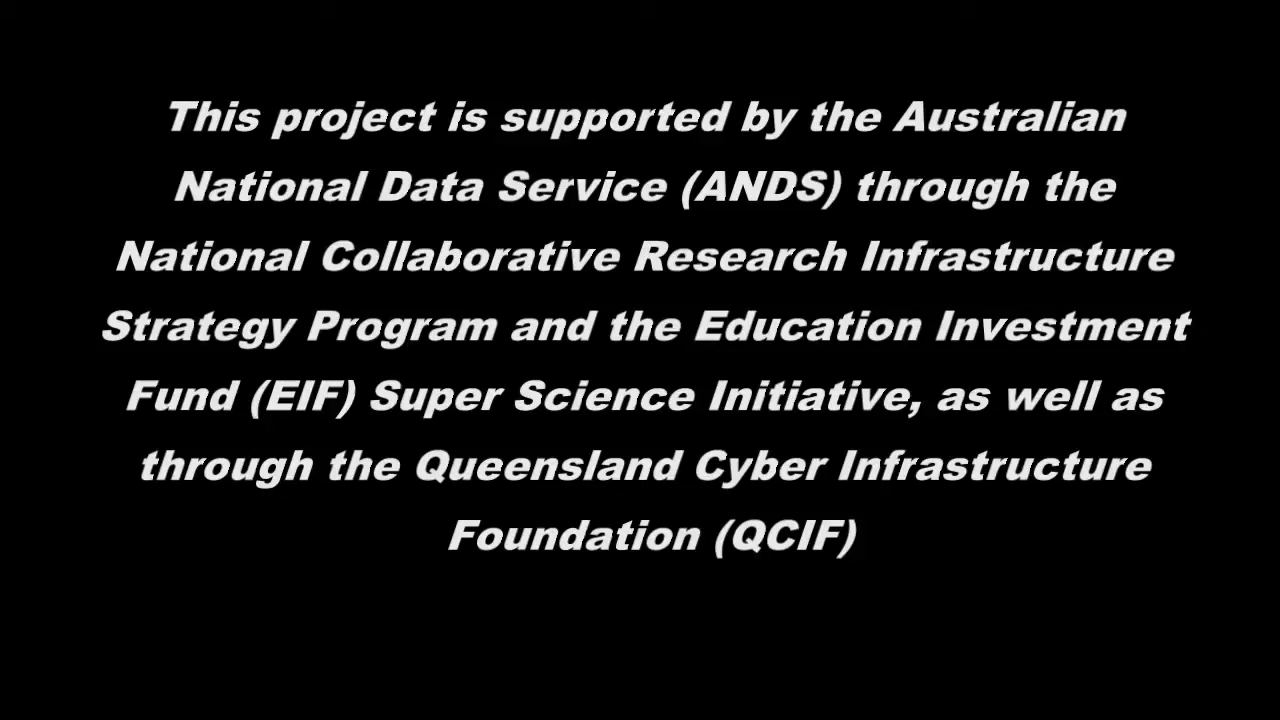 This project is supported by the Australian
National Data Service (ANDS) through the
National Collaborative Research Infrastructure
Strategy Program and the Education Investment
Fund (EIF) Super Science Initiative, as well as
through the Queensland Cyber Infrastructure
Foundation (QCIF)